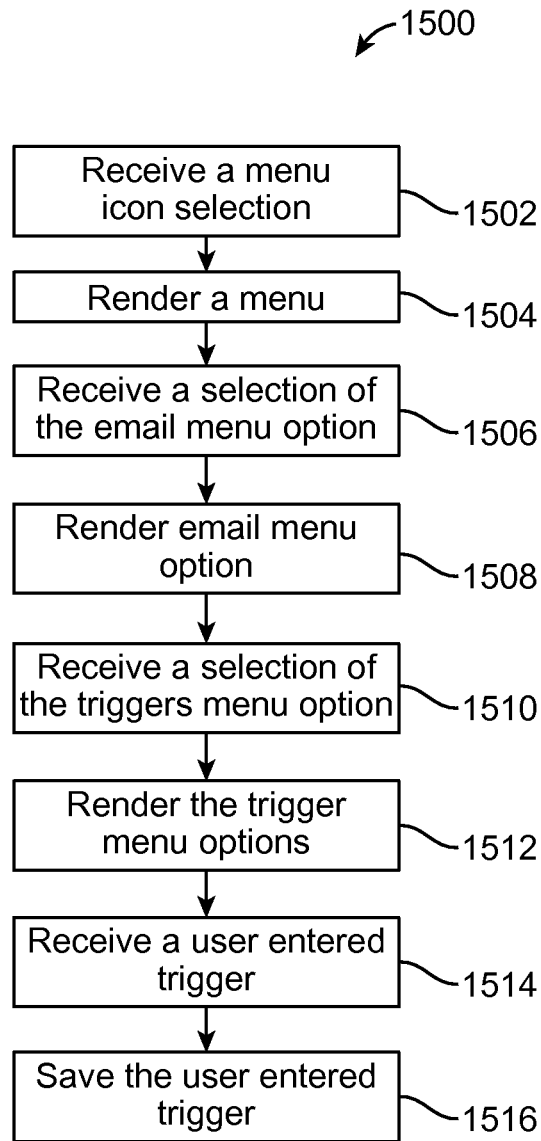 1500
Receive a menu
icon selection
1502
Render a menu
1504
Receive a selection of
the email menu option
1506
Render email menu
option
1508
Receive a selection of
the triggers menu option
1510
Render the trigger
menu options
1512
Receive a user entered
trigger
1514
Save the user entered
trigger
1516